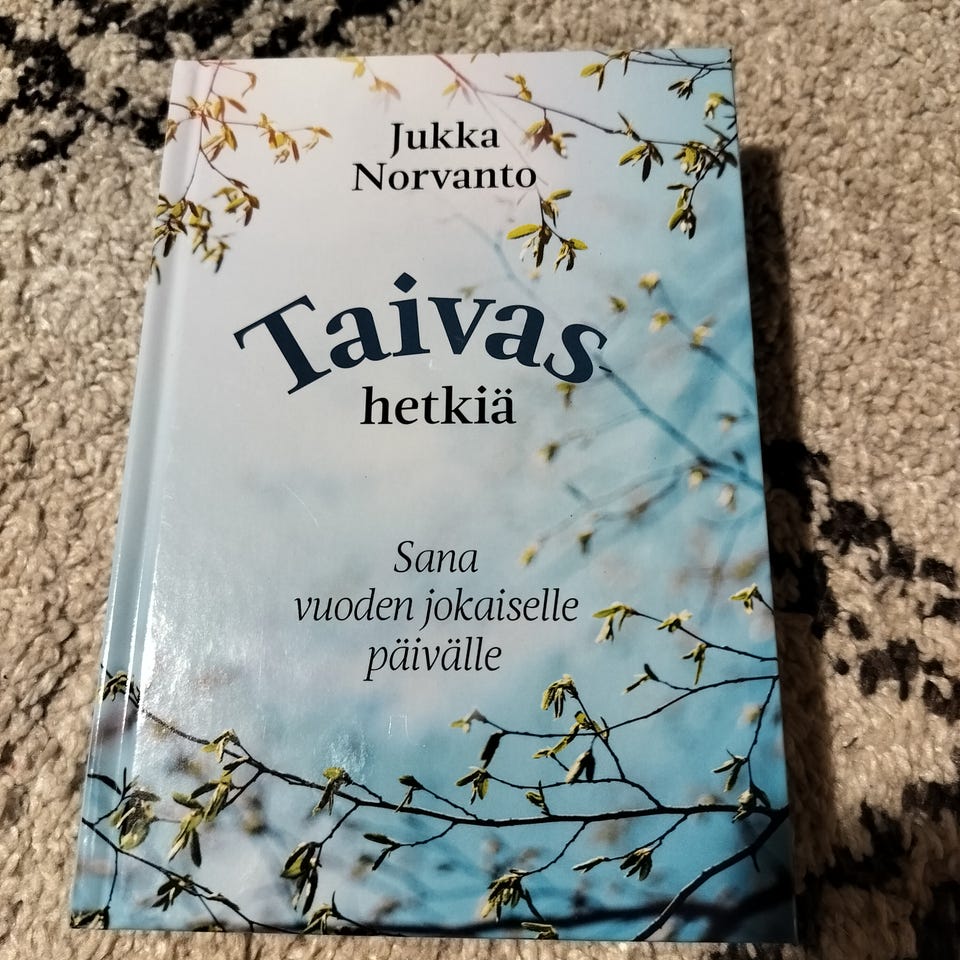 Jukka
Norvanto
Taivas-
hetkiä
Sana
vuoden jokaiselle
päivälle